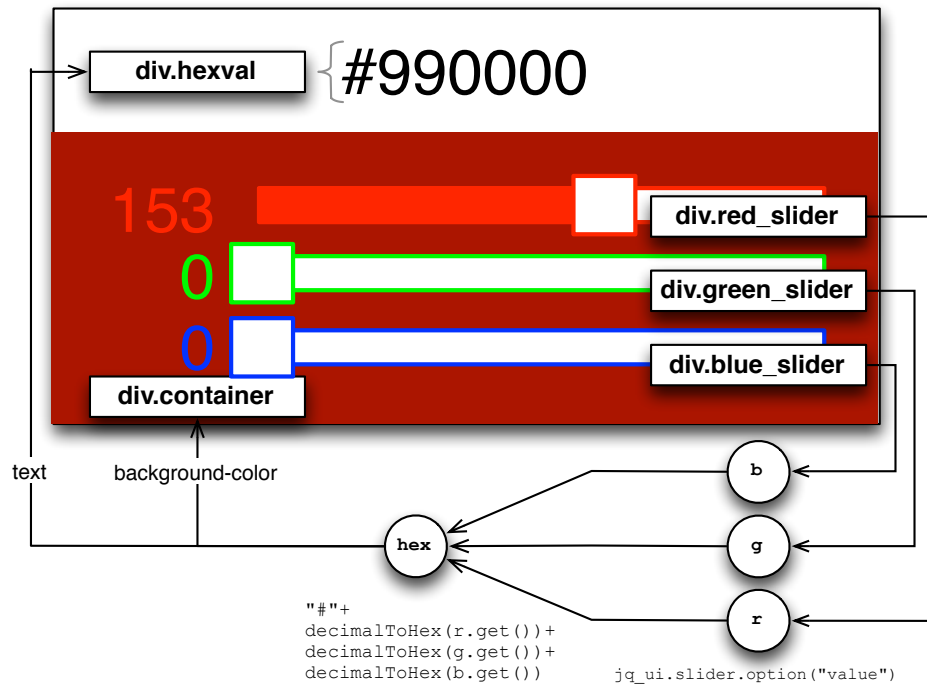 div.hexval
#990000
153
div.red_slider
0
div.green_slider
0
div.blue_slider
div.container
text
background-color
b
hex
g
r
"#"+
decimalToHex(r.get())+
decimalToHex(g.get())+
decimalToHex(b.get())
jq_ui.slider.option("value")